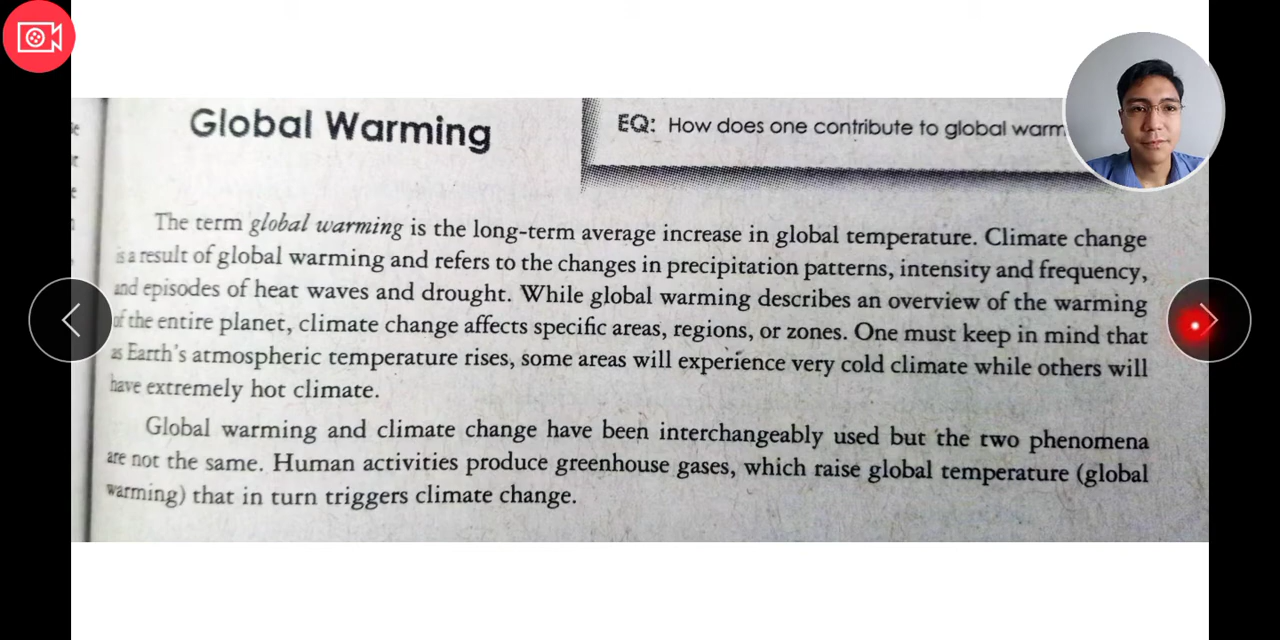 Global Warming
EQ: How does one contribute to global warm
The term global warming is the long-term average increase in global temperature. Climate change
is a result of global warming and refers to the changes in precipitation patterns, intensity and frequency,
and episodes of heat waves and drought. While global warming describes an overview of the warming
of the entire planet, climate change affects specific areas, regions, or zones. One must keep in mind that
as Earth's atmospheric temperature rises, some areas will experience very cold climate while others will
have extremely hot climate.
Global warming and climate change have been interchangeably used but the two phenomena
are not the same. Human activities produce greenhouse gases, which raise global temperature (global
warming) that in turn triggers climate change.